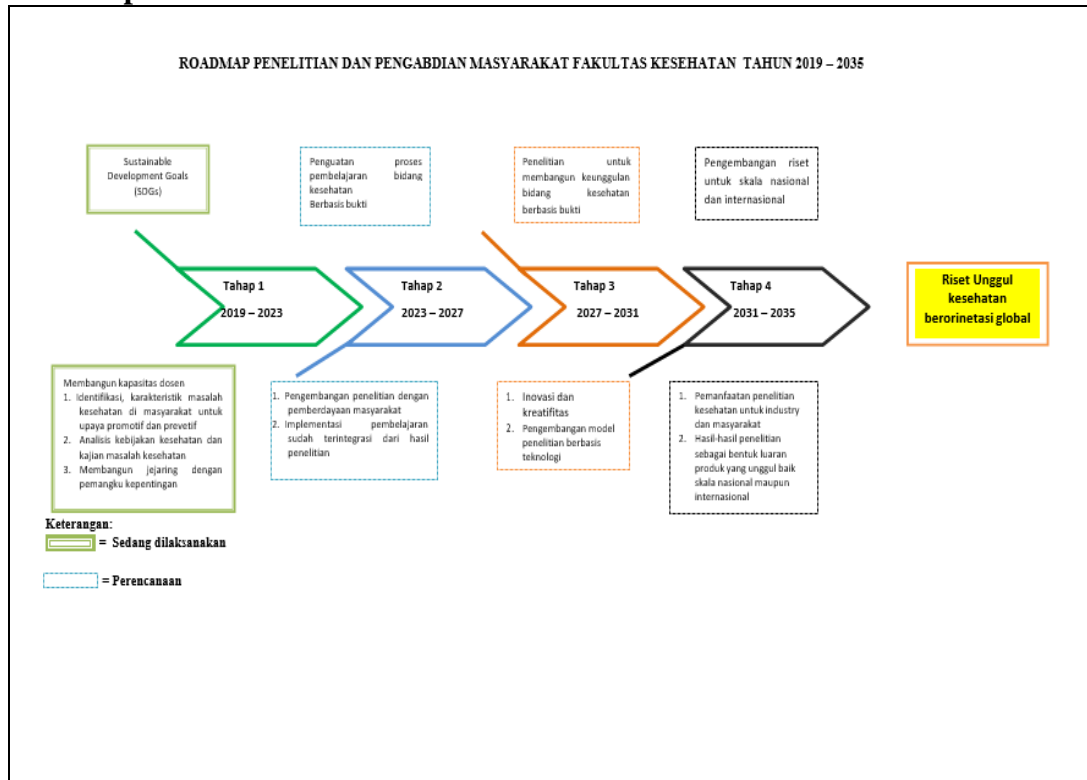 ROADMAP PENELITIAN DAN PENGABDIAN MASYARAKAT FAKULTAS KESEHATAN TAHUN 2019 – 2035
Sustainable
Development Goals
(SDGs)
Penguatan proses
pembelajaran bidang
kesehatan
Berbasis bukti
Penelitian untuk
membangun keunggulan
bidang kesehatan
berbasis bukti
Pengembangan riset
untuk skala nasional
dan internasional
Tahap 1
2019 – 2023
Tahap 2
2023 – 2027
Tahap 3
2027 – 2031
Tahap 4
2031 – 2035
Riset Unggul
kesehatan
berorinetasi global
Membangun kapasitas dosen
1. Identifikasi, karakteristik masalah
kesehatan di masyarakat untuk
upaya promotif dan prevetif
2. Analisis kebijakan kesehatan dan
kajian masalah kesehatan
3. Membangun jejaring dengan
pemangku kepentingan
1. Pengembangan penelitian dengan
pemberdayaan masyarakat
2. Implementasi pembelajaran
sudah terintegrasi dari hasil
penelitian
1. Inovasi dan
kreatifitas
2. Pengembangan model
penelitian berbasis
teknologi
1. Pemanfaatan penelitian
kesehatan untuk industry
dan masyarakat
2. Hasil-hasil penelitian
sebagai bentuk luaran
produk yang unggul baik
skala nasional maupun
internasional
Keterangan:
= Sedang dilaksanakan
= Perencanaan